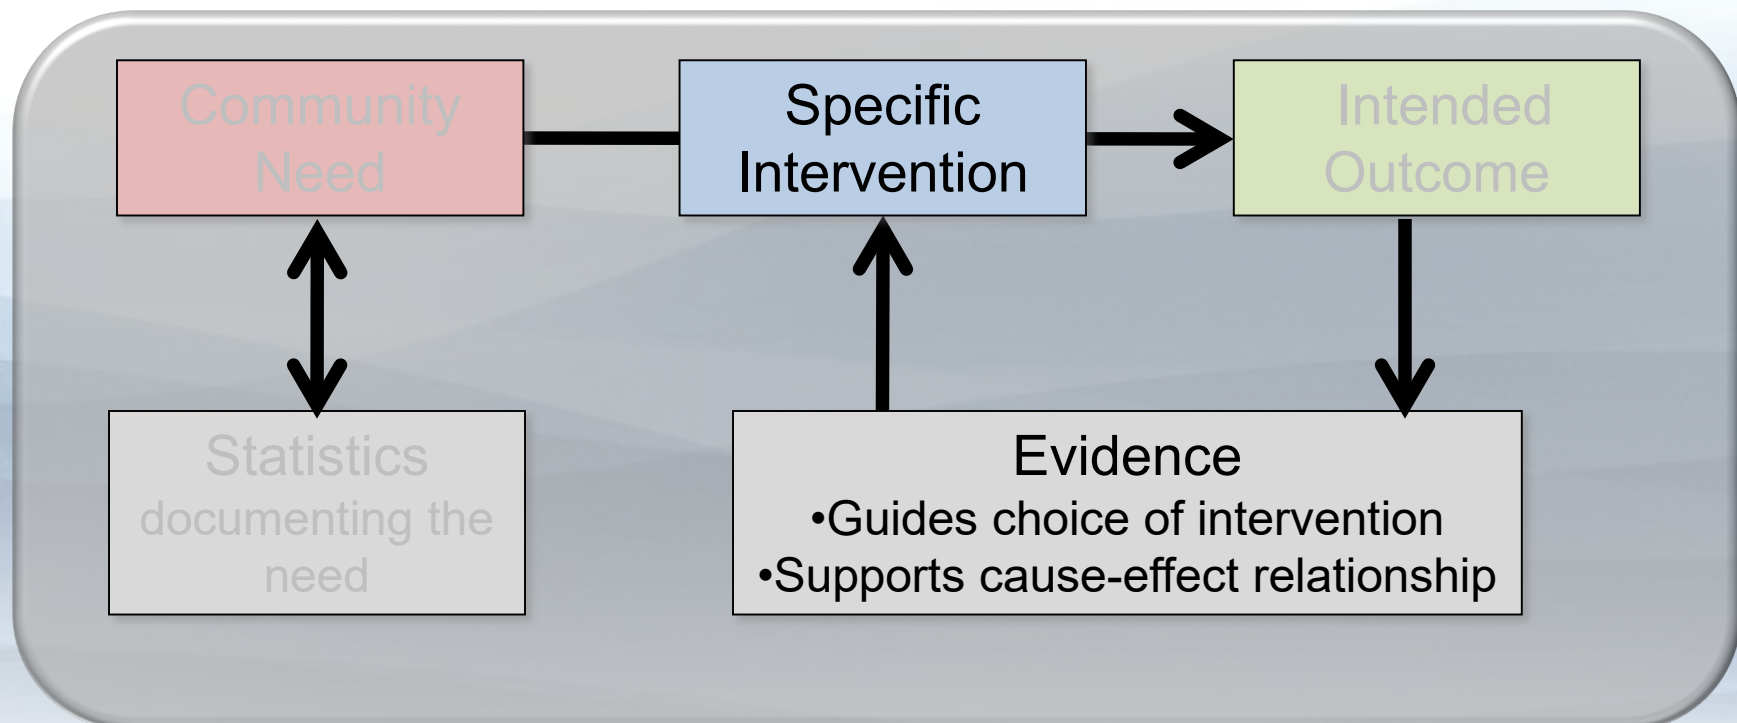 Community
Need
Specific
Intervention
Intended
Outcome
Statistics
documenting the
need
Evidence
•Guides choice of intervention
•Supports cause-effect relationship